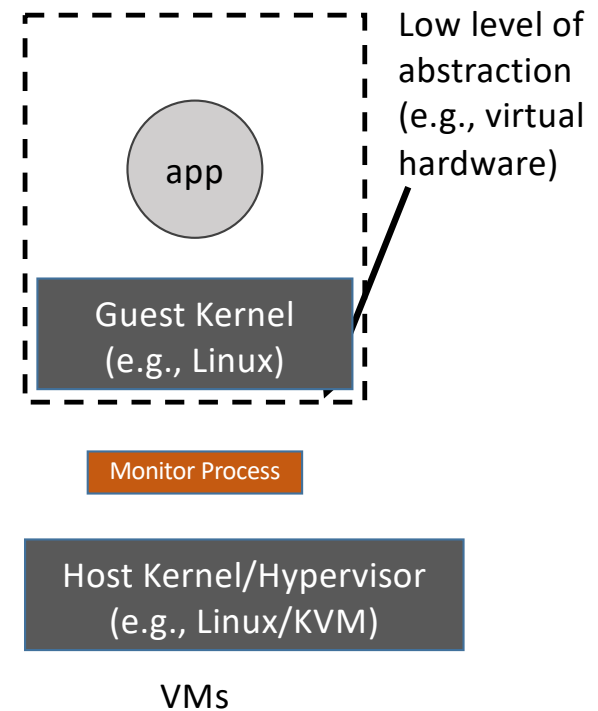 Low level of
abstraction
(e.g., virtual
hardware)
app
Guest Kernel
(e.g., Linux)
Monitor Process
Host Kernel/Hypervisor
(e.g., Linux/KVM)
VMs